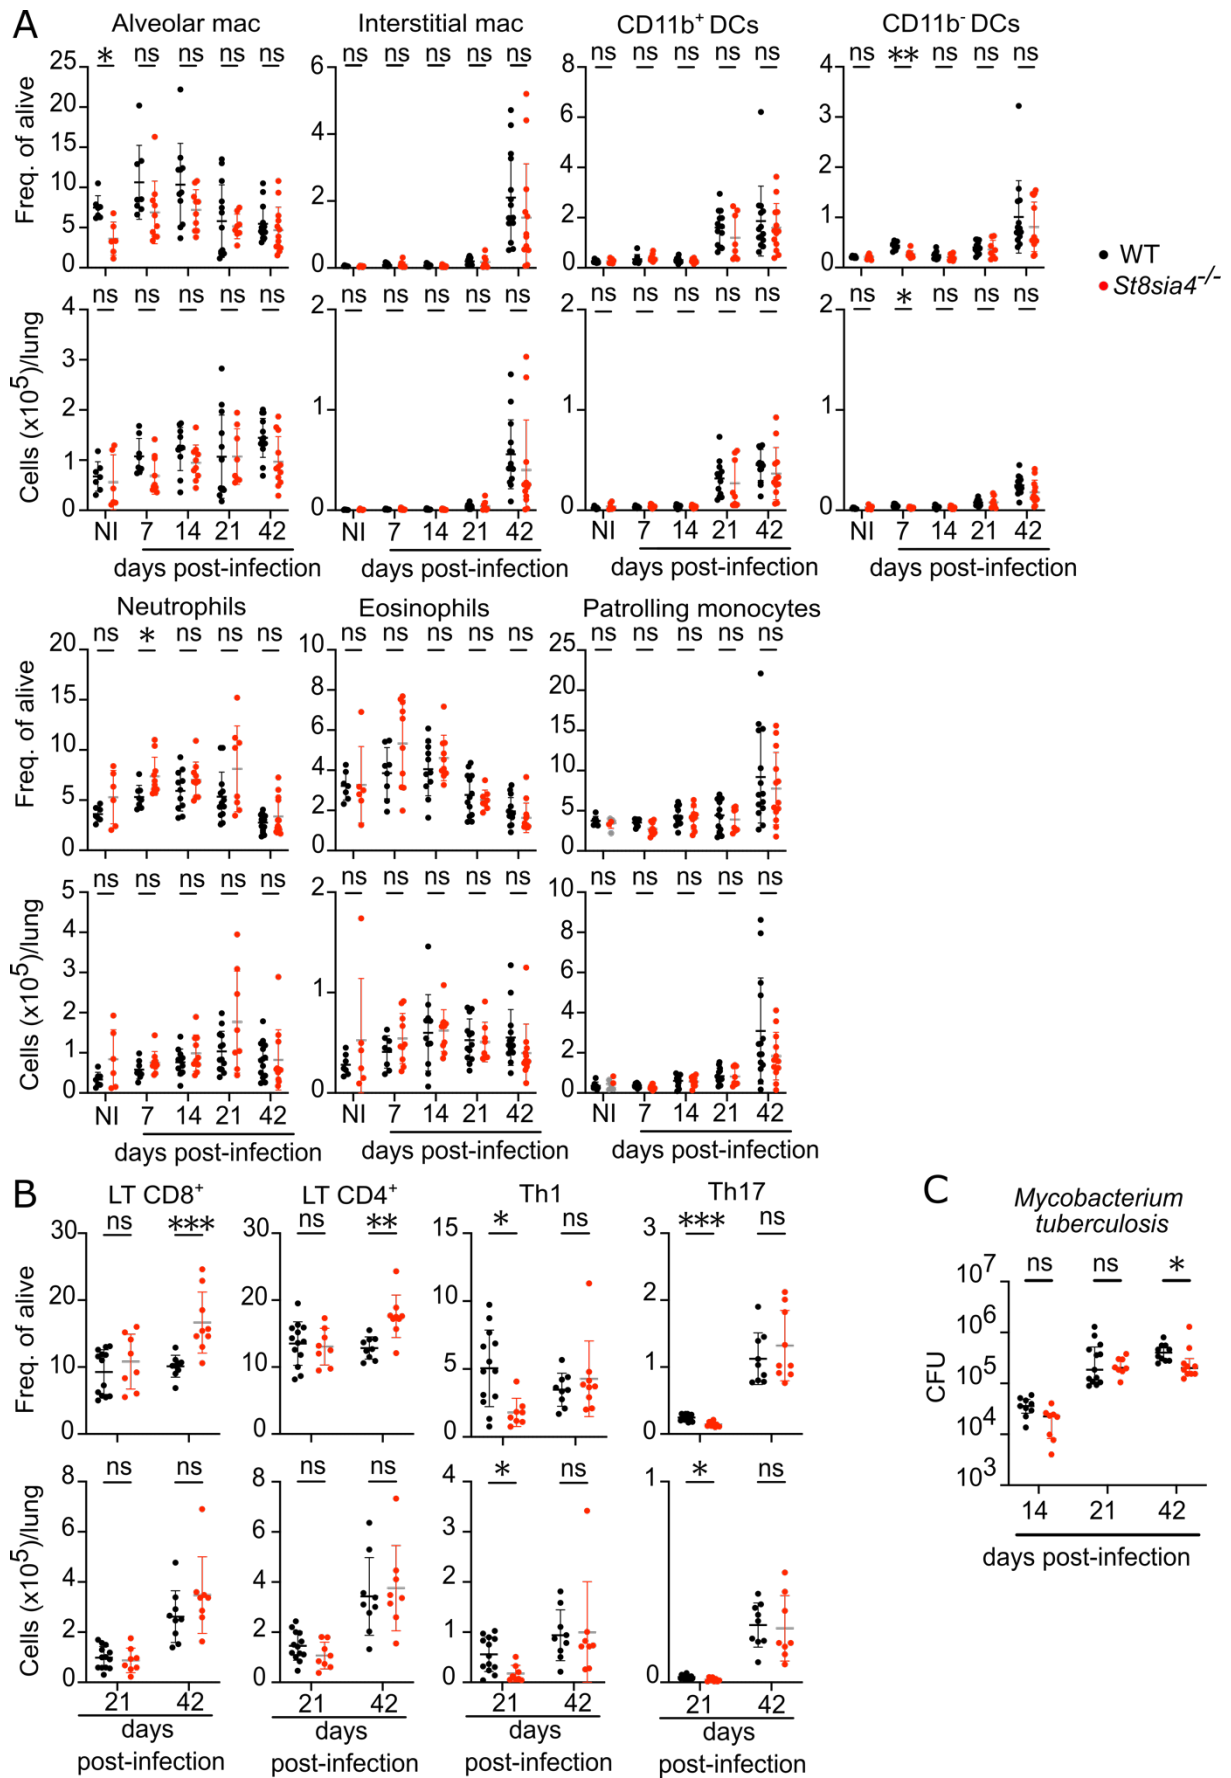 A
Alveolar mac
Interstitial mac
CD11b⁺ DCs
CD11b⁻ DCs
* ns ns ns ns
ns ns ns ns ns
ns ns ns ns ns
ns ** ns ns ns
Freq. of alive
25
20
15
10
5
0
6
4
2
0
8
6
4
2
0
4
3
2
1
0
WT
St8sia4⁻/⁻
ns ns ns ns ns
ns ns ns ns ns
ns ns ns ns ns
ns * ns ns ns
Cells (x10⁵)/lung
4
3
2
1
0
2
1
0
2
1
0
2
1
0
NI 7 14 21 42
NI 7 14 21 42
NI 7 14 21 42
NI 7 14 21 42
days post-infection
days post-infection
days post-infection
days post-infection
Neutrophils
Eosinophils
Patrolling monocytes
ns * ns ns ns
ns ns ns ns ns
ns ns ns ns ns
Freq. of alive
20
15
10
5
0
10
8
6
4
2
0
25
20
15
10
5
0
ns ns ns ns ns
ns ns ns ns ns
ns ns ns ns ns
Cells (x10⁵)/lung
5
4
3
2
1
0
2
1
0
10
8
6
4
2
0
NI 7 14 21 42
NI 7 14 21 42
NI 7 14 21 42
days post-infection
days post-infection
days post-infection
B
LT CD8⁺
LT CD4⁺
Th1
Th17
ns ***
ns **
* ns
*** ns
Freq. of alive
30
20
10
0
30
20
10
0
15
10
5
0
3
2
1
0
ns ns
ns ns
* ns
* ns
Cells (x10⁵)/lung
8
6
4
2
0
8
6
4
2
0
4
3
2
1
0
1
0
21 42
21 42
21 42
21 42
days
post-infection
days
post-infection
days
post-infection
days
post-infection
C
Mycobacterium
tuberculosis
ns ns *
CFU
10⁷
10⁶
10⁵
10⁴
10³
14 21 42
days post-infection